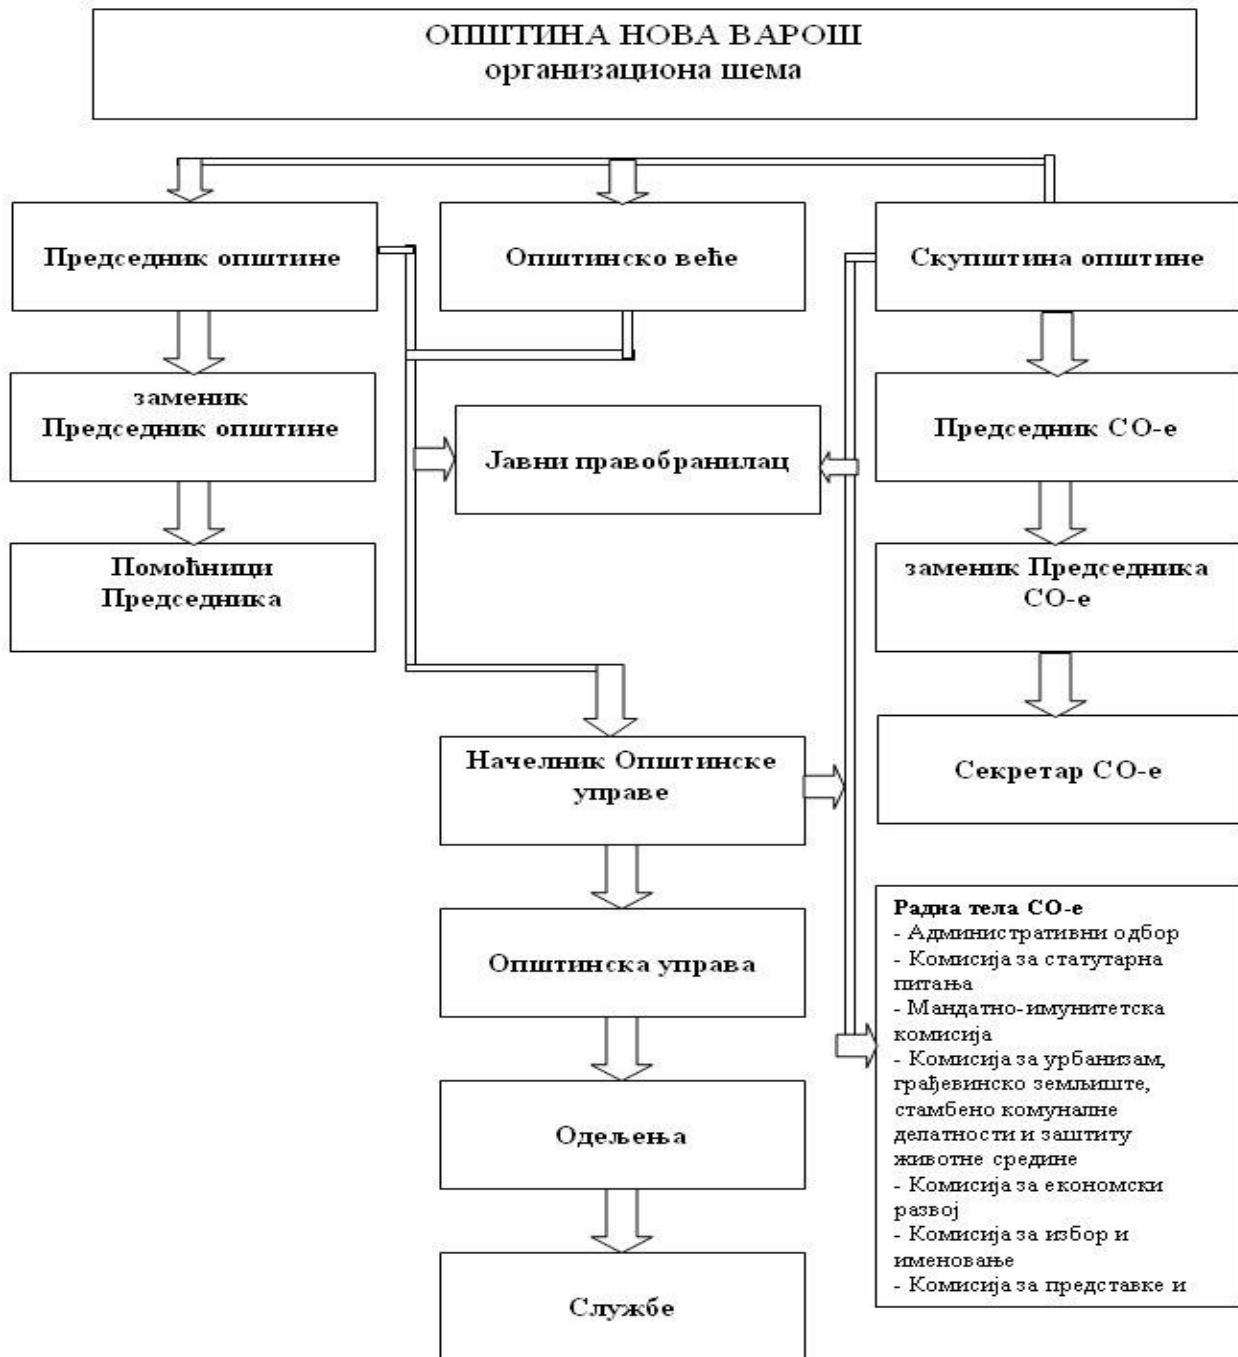 ОПШТИНА НОВА ВАРОШ
организациона шема
Председник општине
Општинско веће
Скупштина општине
заменик
Председник општине
Јавни правобранилац
Председник СО-е
Помоћници
Председника
заменик Председника
СО-е
Начелник Општинске
управе
Секретар СО-е
Општинска управа
Одељења
Службе
Радна тела СО-е
- Административни одбор
- Комисија за статутарна
питања
- Мандатно-имунитетска
комисија
- Комисија за урбанизам,
грађевинско земљиште,
стамбено комуналне
делатности и заштиту
животне средине
- Комисија за економски
развој
- Комисија за избор и
именовање
- Комисија за представке и